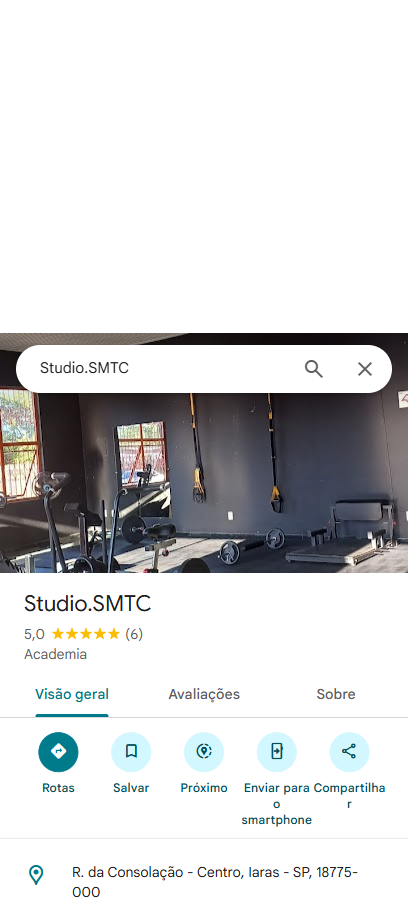 Studio.SMTC
Studio.SMTC
5,0 ★★★★★ (6)
Academia
Visão geral
Avaliações
Sobre
Rotas
Salvar
Próximo
Enviar para
o
smartphone
Compartilha
r
R. da Consolação - Centro, Iaras - SP, 18775-
000